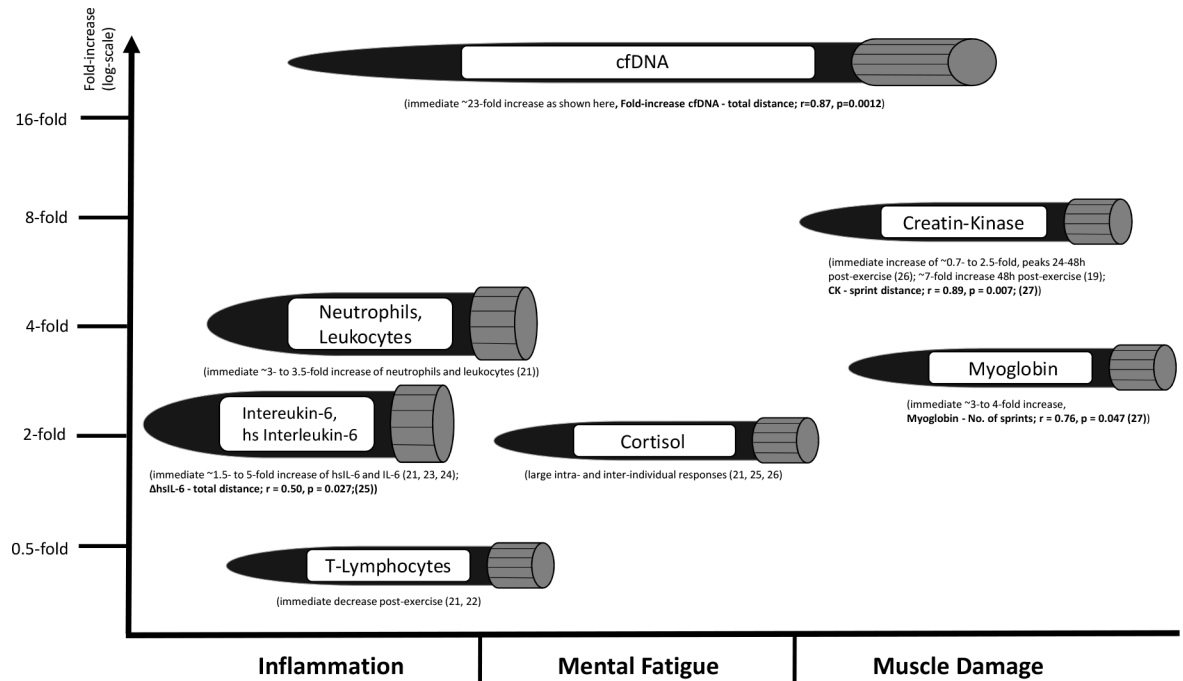 Fold-increase
(log-scale)
cfDNA
(immediate ~23-fold increase as shown here, Fold-increase cfDNA - total distance; r=0.87, p=0.0012)
16-fold
8-fold
Creatin-Kinase
(immediate increase of ~0.7- to 2.5-fold, peaks 24-48h
post-exercise (26); ~7-fold increase 48h post-exercise (19);
CK - sprint distance; r = 0.89, p = 0.007; (27))
Neutrophils,
Leukocytes
4-fold
(immediate ~3- to 3.5-fold increase of neutrophils and leukocytes (21))
Myoglobin
(immediate ~3-to 4-fold increase,
Myoglobin - No. of sprints; r = 0.76, p = 0.047 (27))
Intereukin-6,
hs Interleukin-6
2-fold
Cortisol
(immediate ~1.5- to 5-fold increase of hsIL-6 and IL-6 (21, 23, 24);
ΔhsIL-6 - total distance; r = 0.50, p = 0.027;(25))
(large intra- and inter-individual responses (21, 25, 26)
0.5-fold
T-Lymphocytes
(immediate decrease post-exercise (21, 22)
Inflammation
Mental Fatigue
Muscle Damage